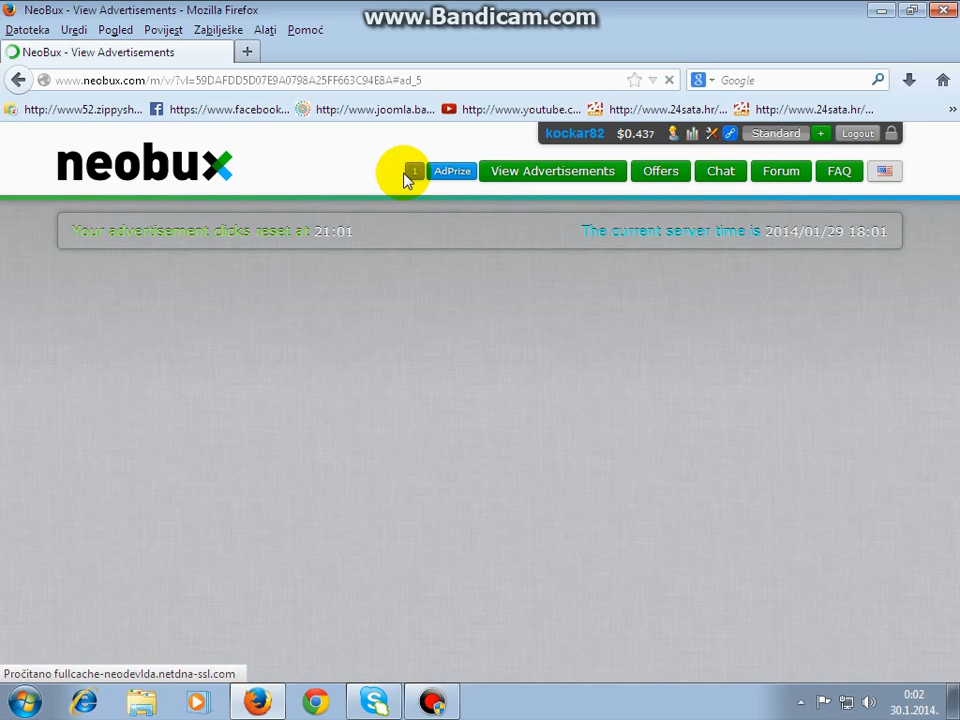 NeoBux - View Advertisements - Mozilla Firefox
www.Bandicam.com
Datoteka Uredi Pogled Povijest Zabilješke Alati Pomoć
NeoBux - View Advertisements
www.neobux.com/m/v/?vl=59DAFDD5D07E9A0798A25FF663C94E8A#ad_5
Google
http://www52.zippysh... https://www.facebook... http://www.joomla.ba... http://www.youtube.c... http://www.24sata.hr/... http://www.24sata.hr/... »
kockar82 $0.437 Standard + Logout
neobux
1 AdPrize View Advertisements Offers Chat Forum FAQ
Your advertisement clicks reset at 21:01 The current server time is 2014/01/29 18:01
Pročitano fullcache-neodevlda.netdna-ssl.com
0:02
30.1.2014.